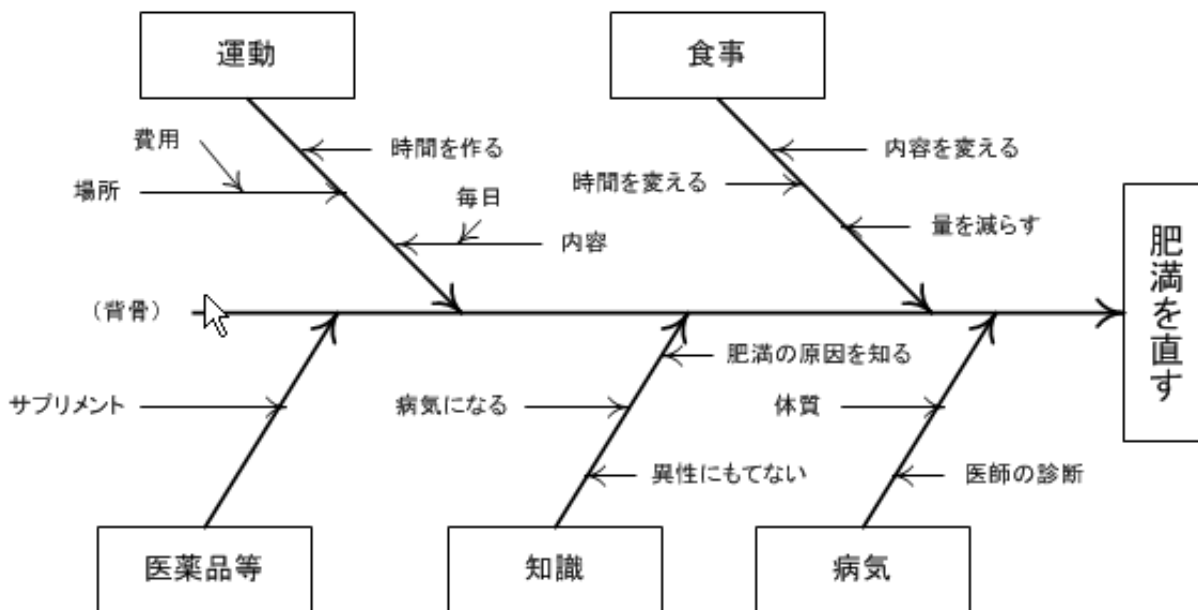 運動
食事
費用
時間を作る
内容を変える
場所
時間を変える
毎日
内容
量を減らす
(背骨)
肥満を直す
肥満の原因を知る
サプリメント
病気になる
体質
異性にもてない
医師の診断
医薬品等
知識
病気